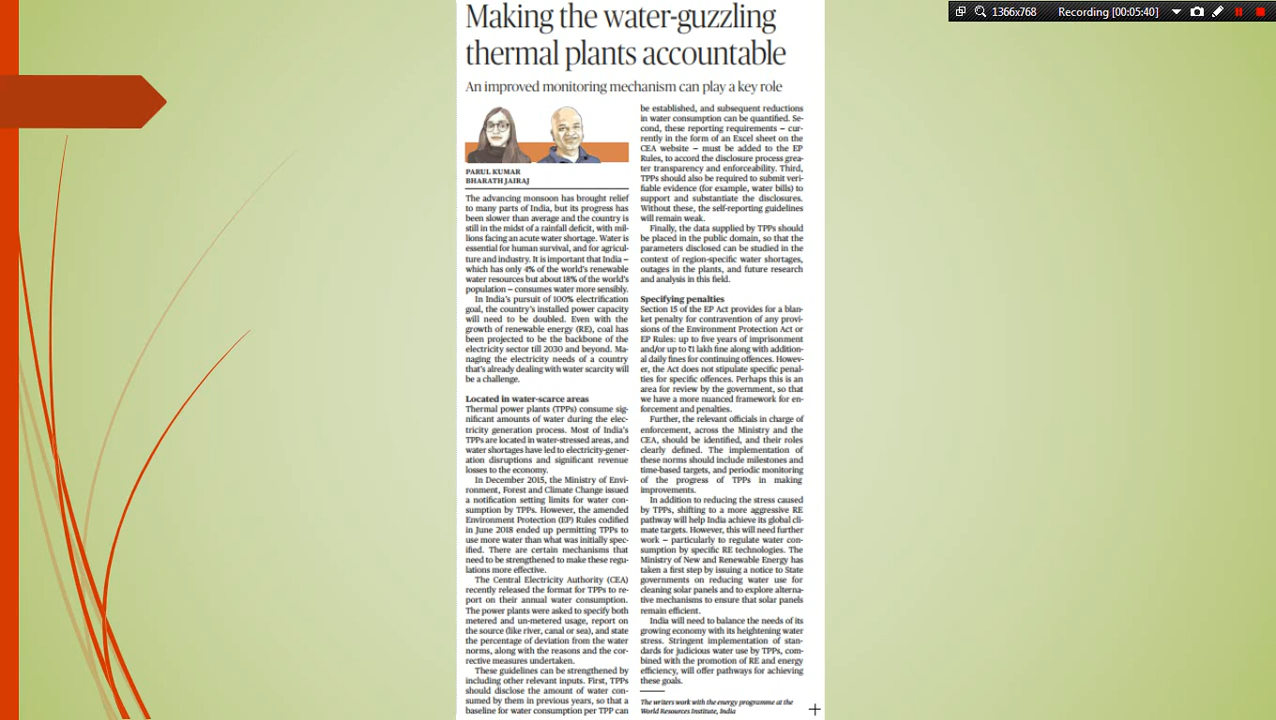 1366x768
Recording [00:05:40]
Making the water-guzzling
thermal plants accountable
An improved monitoring mechanism can play a key role
PARUL KUMAR
BHARATH JAIRAJ
The advancing monsoon has brought relief
to many parts of India, but its progress has
been slower than average and the country is
still in the midst of a rainfall deficit, with mil-
lions facing an acute water shortage. Water is
essential for human survival, and for agricul-
ture and industry. It is important that India –
which has only 4% of the world's renewable
water resources but about 18% of the world's
population – consumes water more sensibly.
In India's pursuit of 100% electrification
goal, the country's installed power capacity
will need to be doubled. Even with the
growth of renewable energy (RE), coal has
been projected to be the backbone of the
electricity sector till 2030 and beyond. Ma-
naging the electricity needs of a country
that's already dealing with water scarcity will
be a challenge.
Located in water-scarce areas
Thermal power plants (TPPs) consume sig-
nificant amounts of water during the elec-
tricity generation process. Most of India's
TPPs are located in water-stressed areas, and
water shortages have led to electricity-gener-
ation disruptions and significant revenue
losses to the economy.
In December 2015, the Ministry of Envi-
ronment, Forest and Climate Change issued
a notification setting limits for water con-
sumption by TPPs. However, the amended
Environment Protection (EP) Rules codified
in June 2018 ended up permitting TPPs to
use more water than what was initially spec-
ified. There are certain mechanisms that
need to be strengthened to make these regu-
lations more effective.
The Central Electricity Authority (CEA)
recently released the format for TPPs to re-
port on their annual water consumption.
The power plants were asked to specify both
metered and un-metered usage, report on
the source (like river, canal or sea), and state
the percentage of deviation from the water
norms, along with the reasons and the cor-
rective measures undertaken.
These guidelines can be strengthened by
including other relevant inputs. First, TPPs
should disclose the amount of water con-
sumed by them in previous years, so that a
baseline for water consumption per TPP can
be established, and subsequent reductions
in water consumption can be quantified. Se-
cond, these reporting requirements – cur-
rently in the form of an Excel sheet on the
CEA website – must be added to the EP
Rules, to accord the disclosure process grea-
ter transparency and enforceability. Third,
TPPs should also be required to submit veri-
fiable evidence (for example, water bills) to
support and substantiate the disclosures.
Without these, the self-reporting guidelines
will remain weak.
Finally, the data supplied by TPPs should
be placed in the public domain, so that the
parameters disclosed can be studied in the
context of region-specific water shortages,
outages in the plants, and future research
and analysis in this field.
Specifying penalties
Section 15 of the EP Act provides for a blan-
ket penalty for contravention of any provi-
sions of the Environment Protection Act or
EP Rules: up to five years of imprisonment
and/or up to ₹1 lakh fine along with addition-
al daily fines for continuing offences. Howev-
er, the Act does not stipulate specific penal-
ties for specific offences. Perhaps this is an
area for review by the government, so that
we have a more nuanced framework for en-
forcement and penalties.
Further, the relevant officials in charge of
enforcement, across the Ministry and the
CEA, should be identified, and their roles
clearly defined. The implementation of
these norms should include milestones and
time-based targets, and periodic monitoring
of the progress of TPPs in making
improvements.
In addition to reducing the stress caused
by TPPs, shifting to a more aggressive RE
pathway will help India achieve its global cli-
mate targets. However, this will need further
work – particularly to regulate water con-
sumption by specific RE technologies. The
Ministry of New and Renewable Energy has
taken a first step by issuing a notice to State
governments on reducing water use for
cleaning solar panels and to explore alterna-
tive mechanisms to ensure that solar panels
remain efficient.
India will need to balance the needs of its
growing economy with its heightening water
stress. Stringent implementation of stan-
dards for judicious water use by TPPs, com-
bined with the promotion of RE and energy
efficiency, will offer pathways for achieving
these goals.
The writers work with the energy programme at the
World Resources Institute, India